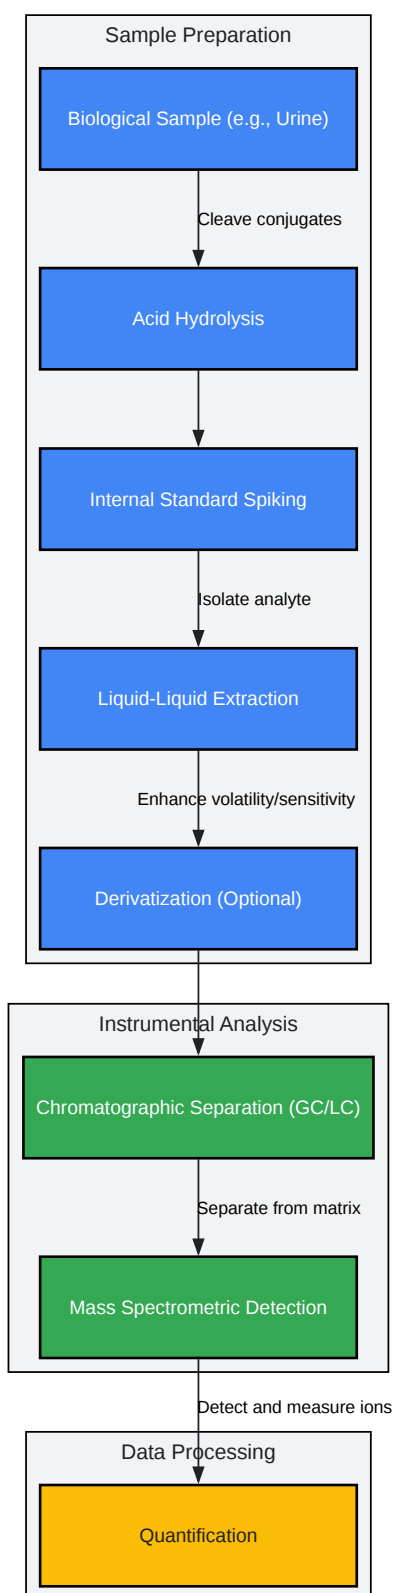 Sample Preparation
Biological Sample (e.g., Urine)
Cleave conjugates
Acid Hydrolysis
Internal Standard Spiking
Isolate analyte
Liquid-Liquid Extraction
Enhance volatility/sensitivity
Derivatization (Optional)
Instrumental Analysis
Chromatographic Separation (GC/LC)
Separate from matrix
Mass Spectrometric Detection
Detect and measure ions
Data Processing
Quantification